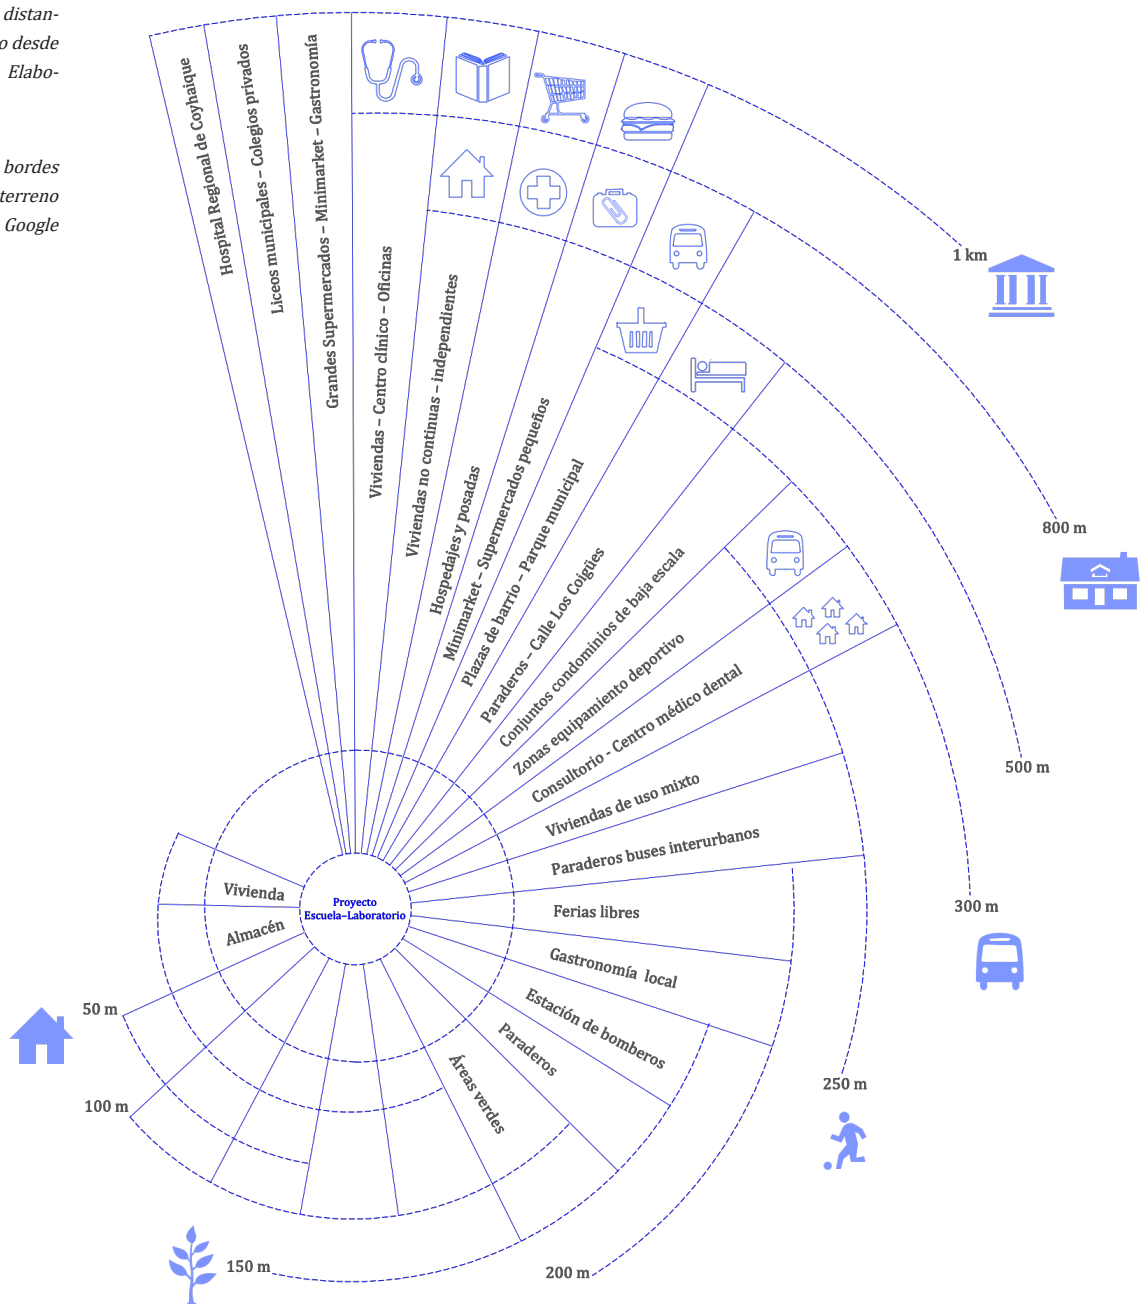 distan-
o desde
Elabo-
bordes
terreno
Google
Hospital Regional de Coyhaique
Liceos municipales – Colegios privados
Grandes Supermercados – Minimarket – Gastronomía
Viviendas – Centro clínico – Oficinas
Viviendas no continuas – independientes
Hospedajes y posadas
Minimarket – Supermercados pequeños
Plazas de barrio – Parque municipal
Paraderos – Calle Los Coigües
Conjuntos condominios de baja escala
Zonas equipamiento deportivo
Consultorio - Centro médico dental
Viviendas de uso mixto
Paraderos buses interurbanos
Ferias libres
Gastronomía local
Estación de bomberos
Paraderos
Áreas verdes
Vivienda
Almacén
Proyecto
Escuela–Laboratorio
1 km
800 m
500 m
300 m
250 m
200 m
150 m
100 m
50 m